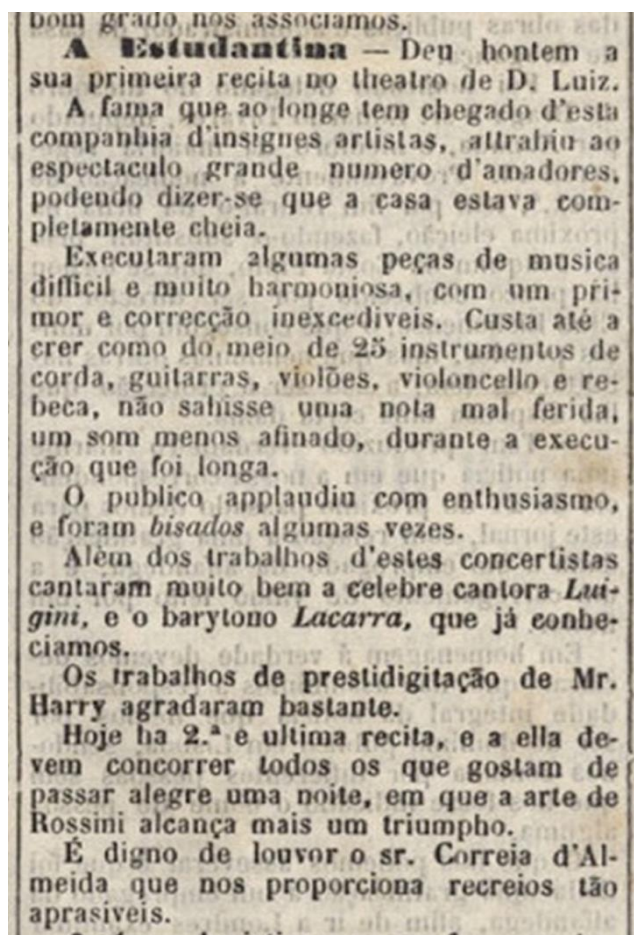 bom grado nos associamos.
A Estudantina — Deu hontem a
sua primeira recita no theatro de D. Luiz.
A fama que ao longe tem chegado d'esta
companhia d'insignes artistas, attrahiu ao
espectaculo grande numero d'amadores,
podendo dizer-se que a casa estava com-
pletamente cheia.
Executaram algumas peças de musica
difficil e muito harmoniosa, com um pri-
mor e correcção inexcediveis. Custa até a
crer como do meio de 25 instrumentos de
corda, guitarras, violões, violoncello e re-
beca, não sahisse uma nota mal ferida,
um som menos afinado, durante a execu-
ção que foi longa.
O publico applaudiu com enthusiasmo,
e foram bisados algumas vezes.
Alèm dos trabalhos d'estes concertistas
cantaram muito bem a celebre cantora Lui-
gini, e o barytono Lacarra, que já conhe-
ciamos.
Os trabalhos de prestidigitação de Mr.
Harry agradaram bastante.
Hoje ha 2.ª e ultima recita, e a ella de-
vem concorrer todos os que gostam de
passar alegre uma noite, em que a arte de
Rossini alcança mais um triumpho.
É digno de louvor o sr. Correia d'Al-
meida que nos proporciona recreios tão
aprasiveis.